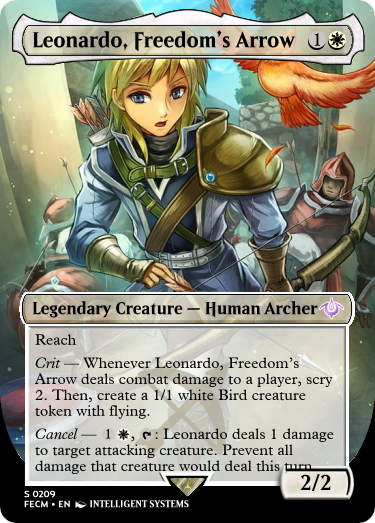 Leonardo, Freedom's Arrow 1
Legendary Creature — Human Archer
Reach
Crit — Whenever Leonardo, Freedom's
Arrow deals combat damage to a player, scry
2. Then, create a 1/1 white Bird creature
token with flying.
Cancel — 1 , : Leonardo deals 1 damage
to target attacking creature. Prevent all
damage that creature would deal this turn.
2/2
S 0209
FECM • EN INTELLIGENT SYSTEMS